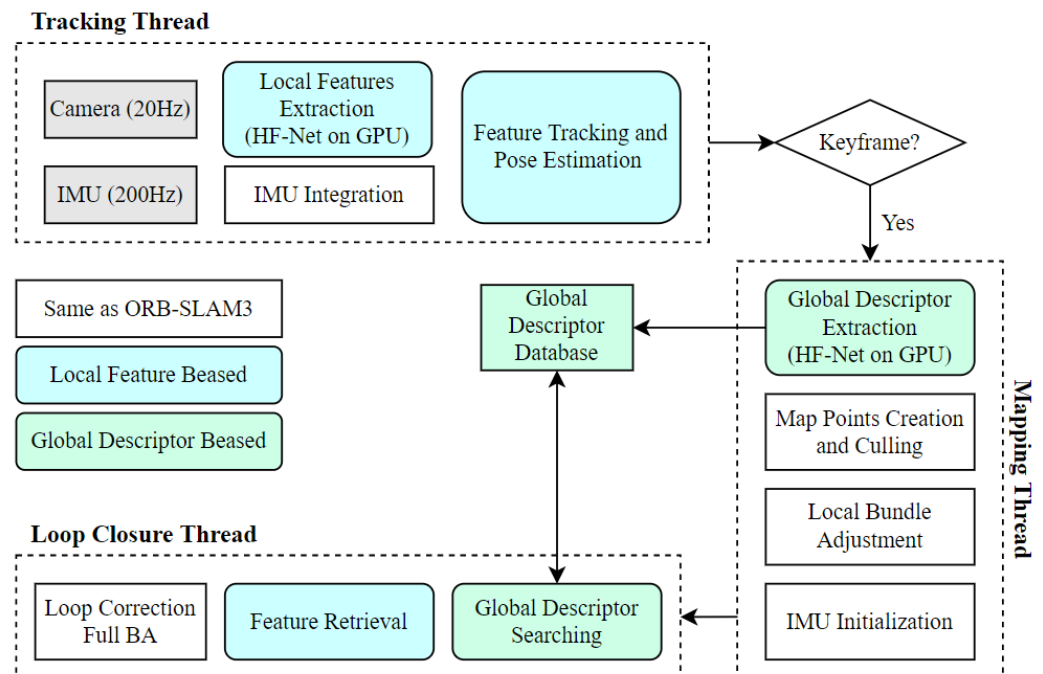 Tracking Thread
Camera (20Hz)
IMU (200Hz)
Local Features
Extraction
(HF-Net on GPU)
IMU Integration
Feature Tracking and
Pose Estimation
Keyframe?
Yes
Same as ORB-SLAM3
Local Feature Beased
Global Descriptor Beased
Global
Descriptor
Database
Mapping Thread
Global Descriptor
Extraction
(HF-Net on GPU)
Map Points Creation
and Culling
Local Bundle
Adjustment
IMU Initialization
Loop Closure Thread
Loop Correction
Full BA
Feature Retrieval
Global Descriptor
Searching